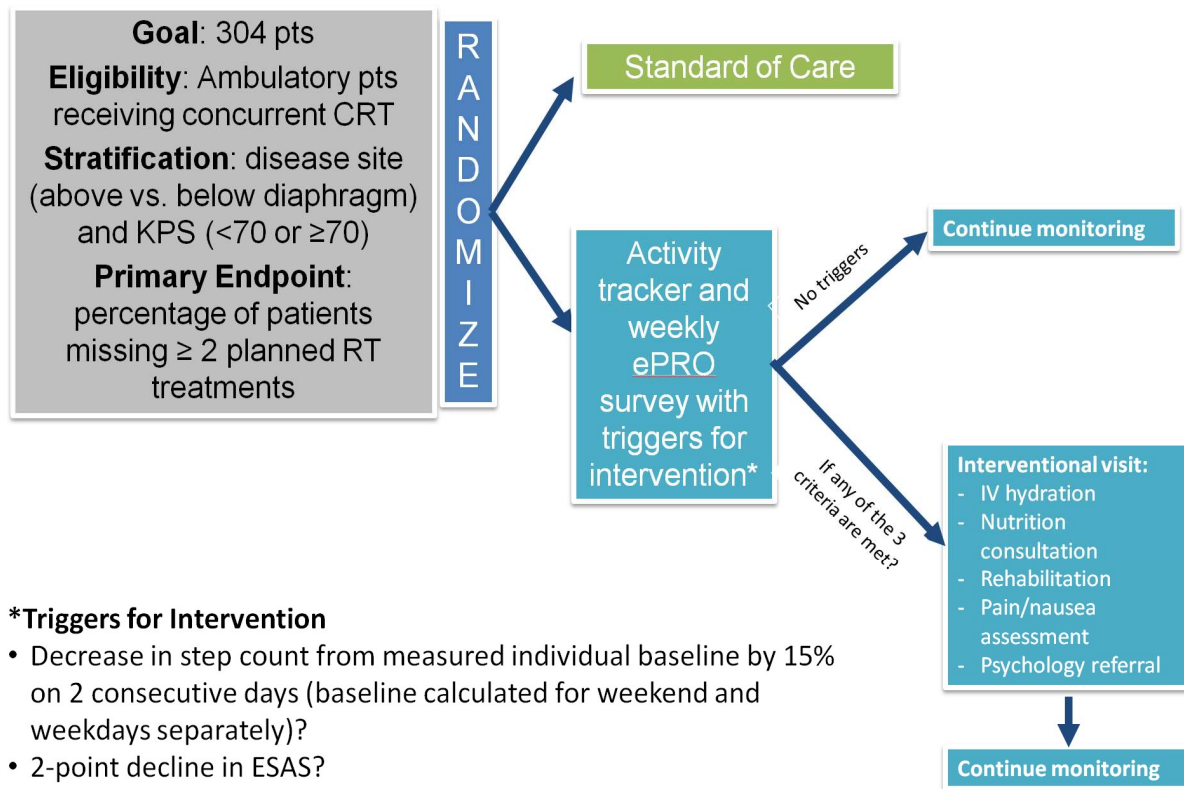 Goal: 304 pts
Eligibility: Ambulatory pts
receiving concurrent CRT
Stratification: disease site
(above vs. below diaphragm)
and KPS (<70 or ≥70)
Primary Endpoint:
percentage of patients
missing ≥ 2 planned RT
treatments
R
A
N
D
O
M
I
Z
E
Standard of Care
Activity
tracker and
weekly
ePRO
survey with
triggers for
intervention*
No triggers
If any of the 3
criteria are met?
Continue monitoring
Interventional visit:
- IV hydration
- Nutrition
consultation
- Rehabilitation
- Pain/nausea
assessment
- Psychology referral
Continue monitoring
*Triggers for Intervention
• Decrease in step count from measured individual baseline by 15%
on 2 consecutive days (baseline calculated for weekend and
weekdays separately)?
• 2-point decline in ESAS?